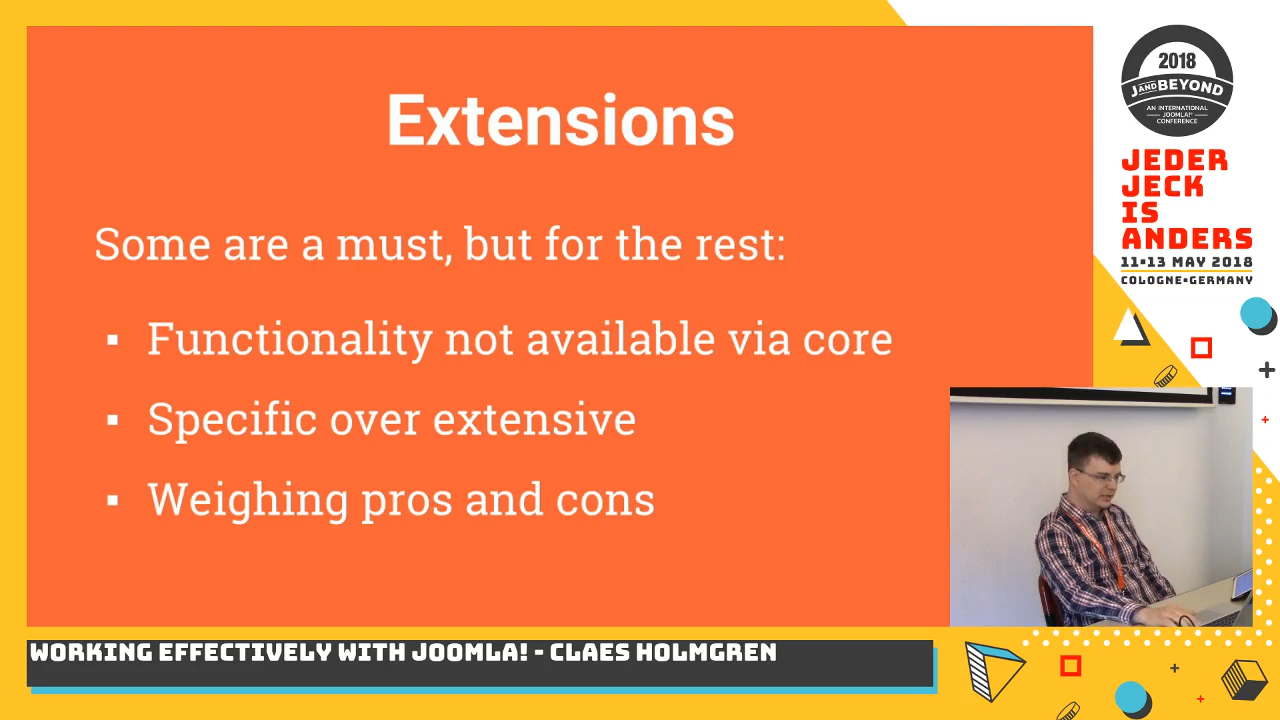 Extensions
Some are a must, but for the rest:
▪ Functionality not available via core
▪ Specific over extensive
▪ Weighing pros and cons
2018
JANDBEYOND
AN INTERNATIONAL
JOOMLA!®
CONFERENCE
JEDER
JECK
IS
ANDERS
11▪13 MAY 2018
COLOGNE▪GERMANY
WORKING EFFECTIVELY WITH JOOMLA! - CLAES HOLMGREN